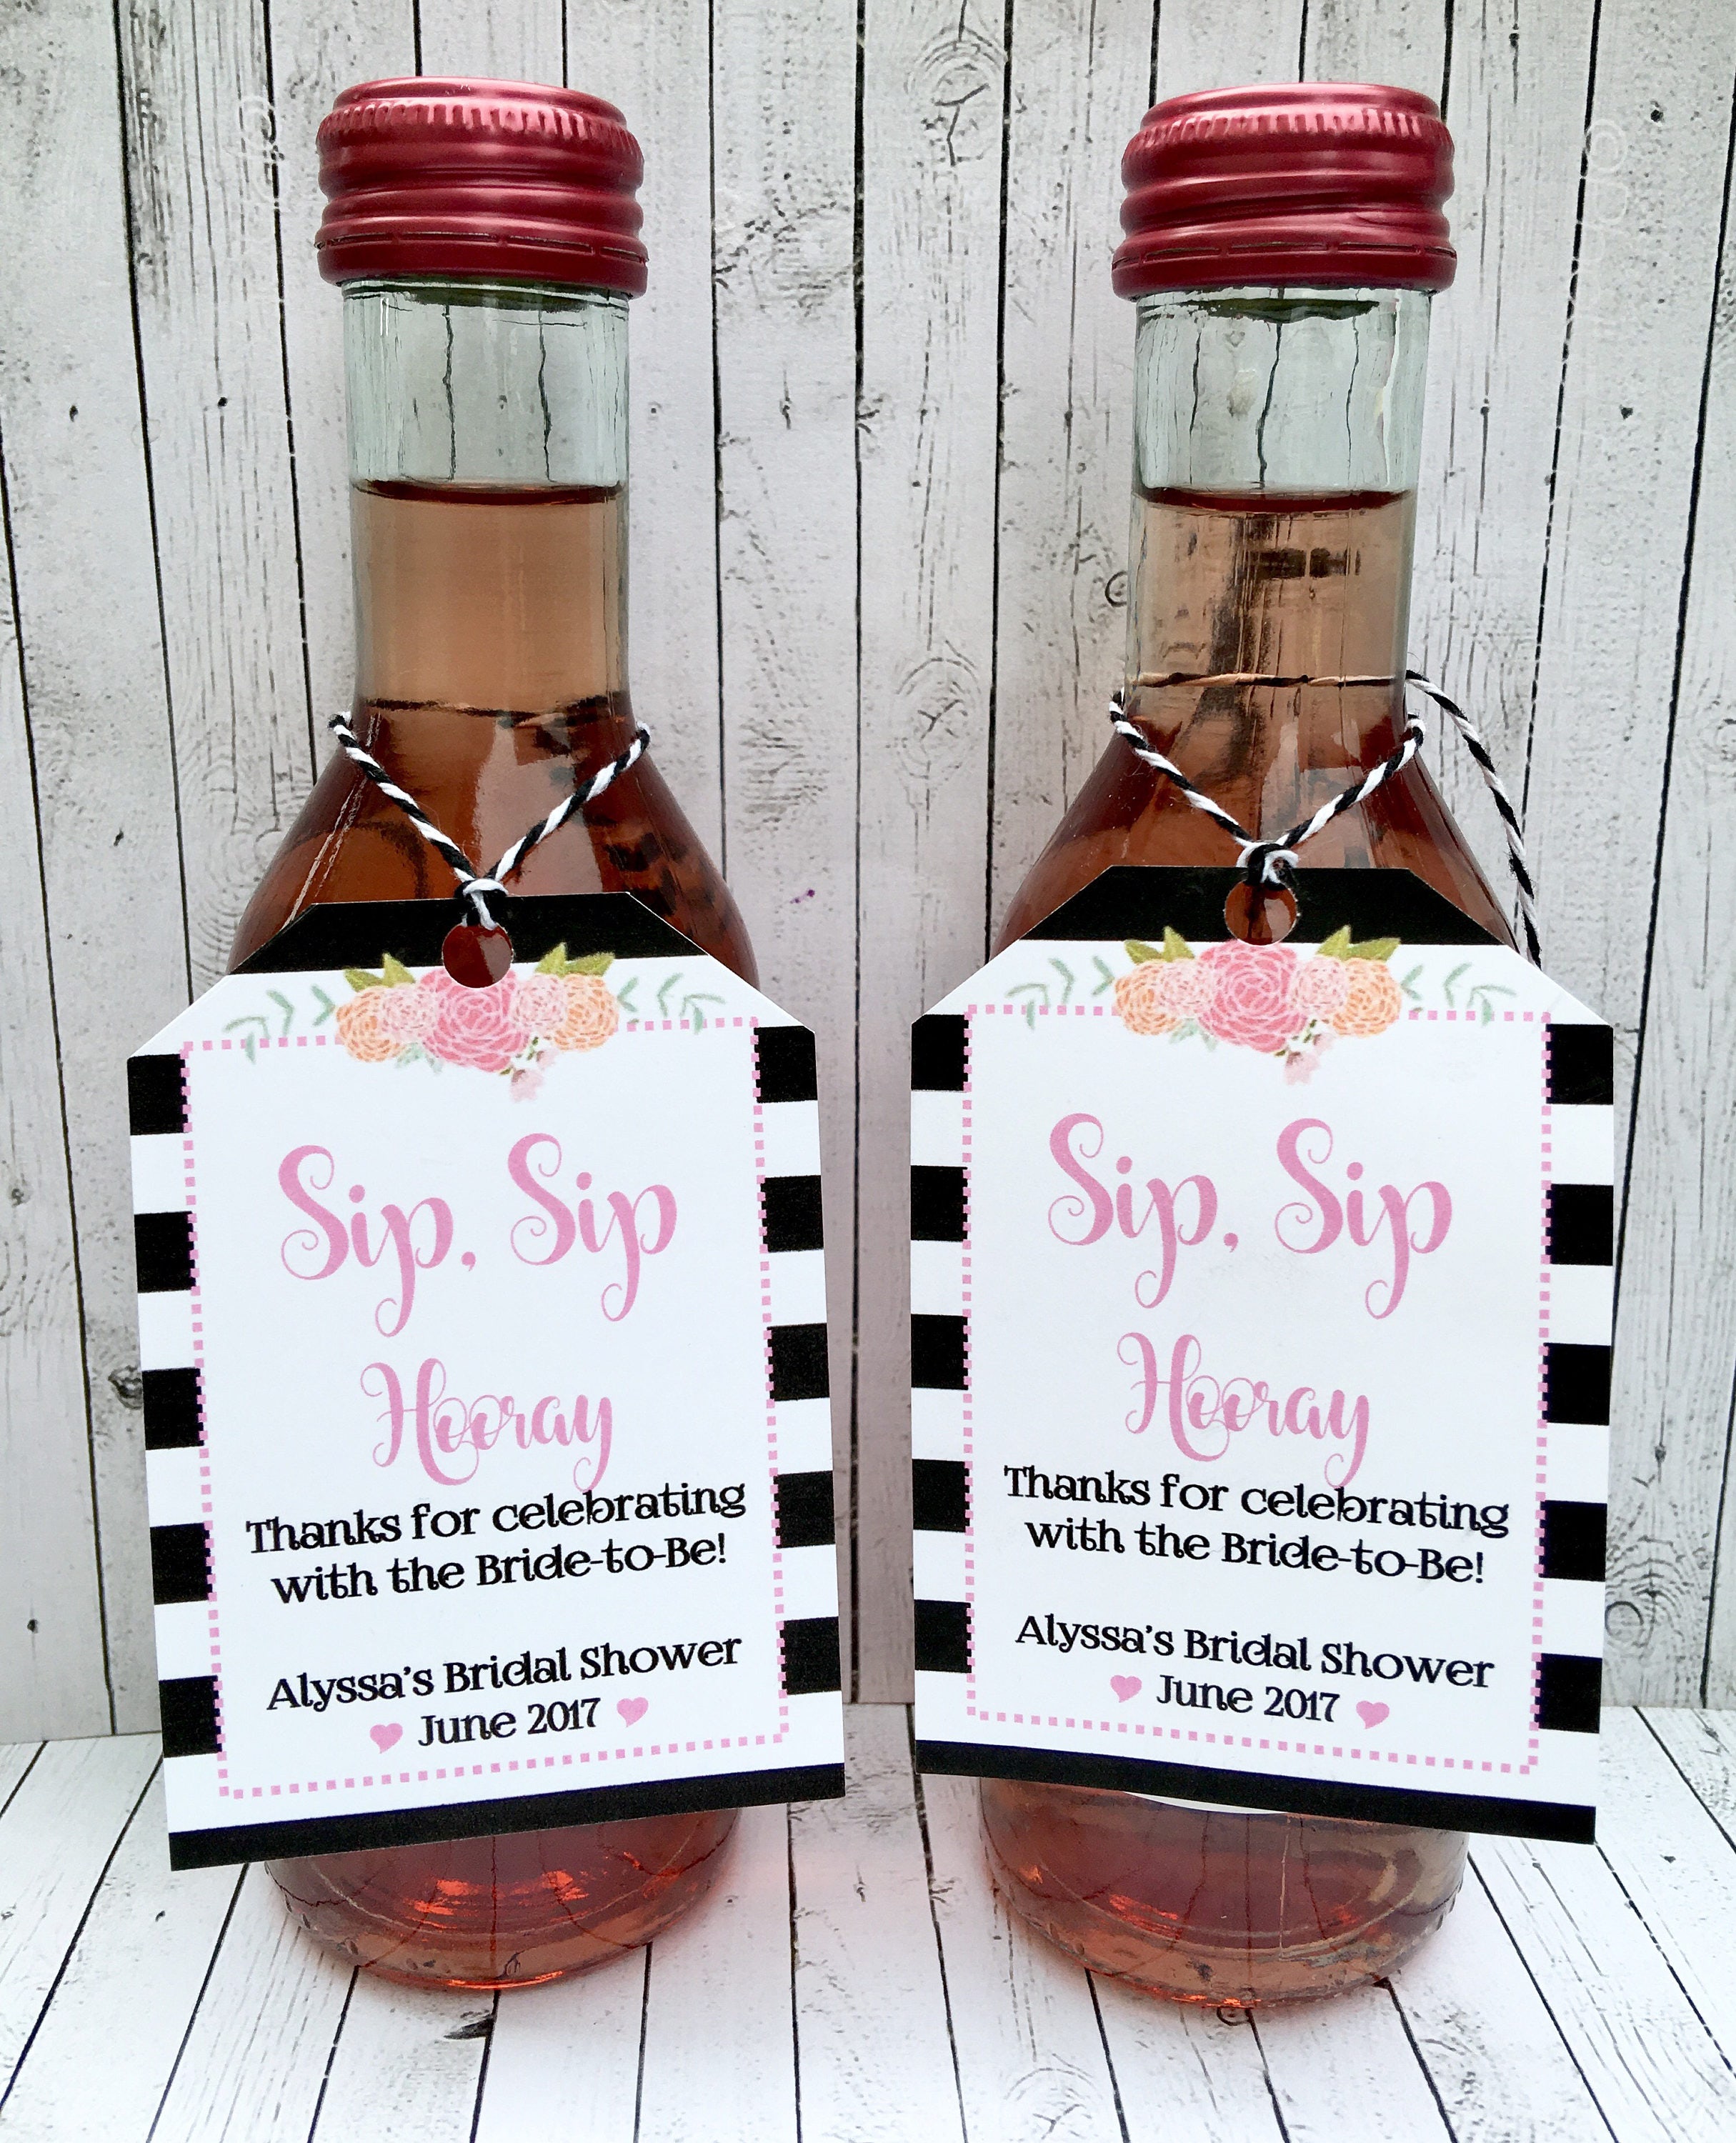 Sip, Sip
Hooray
Thanks for celebrating
with the Bride-to-Be!
Alyssa's Bridal Shower
June 2017
Sip, Sip
Hooray
Thanks for celebrating
with the Bride-to-Be!
Alyssa's Bridal Shower
June 2017